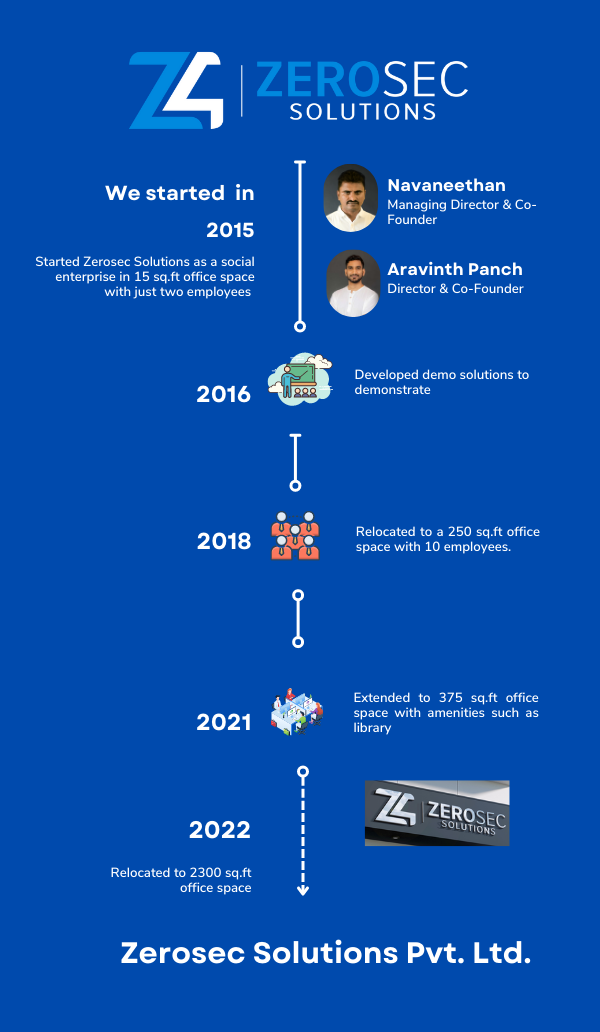 ZEROSEC
SOLUTIONS
We started in
2015
Started Zerosec Solutions as a social
enterprise in 15 sq.ft office space
with just two employees
Navaneethan
Managing Director & Co-
Founder
Aravinth Panch
Director & Co-Founder
2016
Developed demo solutions to
demonstrate
2018
Relocated to a 250 sq.ft office
space with 10 employees.
2021
Extended to 375 sq.ft office
space with amenities such as
library
2022
Relocated to 2300 sq.ft
office space
ZEROSEC
SOLUTIONS
Zerosec Solutions Pvt. Ltd.